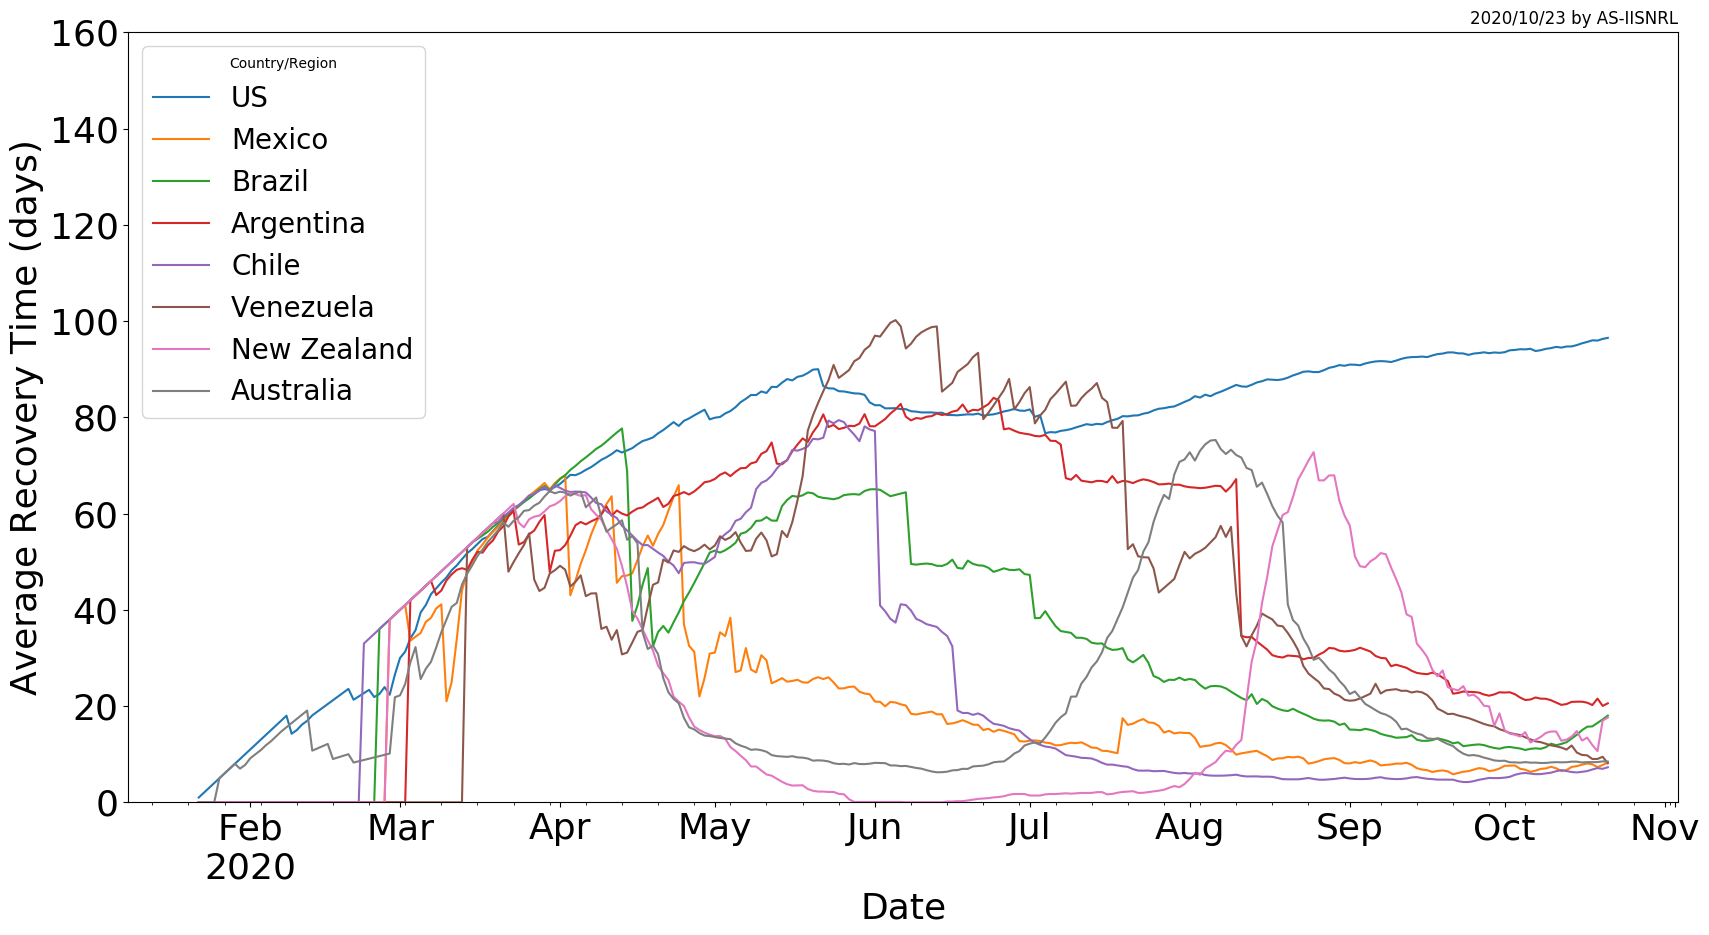 2020/10/23 by AS-IISNRL
160
140
120
100
80
60
40
20
0
Average Recovery Time (days)
Country/Region
US
Mexico
Brazil
Argentina
Chile
Venezuela
New Zealand
Australia
Feb Mar Apr May Jun Jul Aug Sep Oct Nov
2020
Date